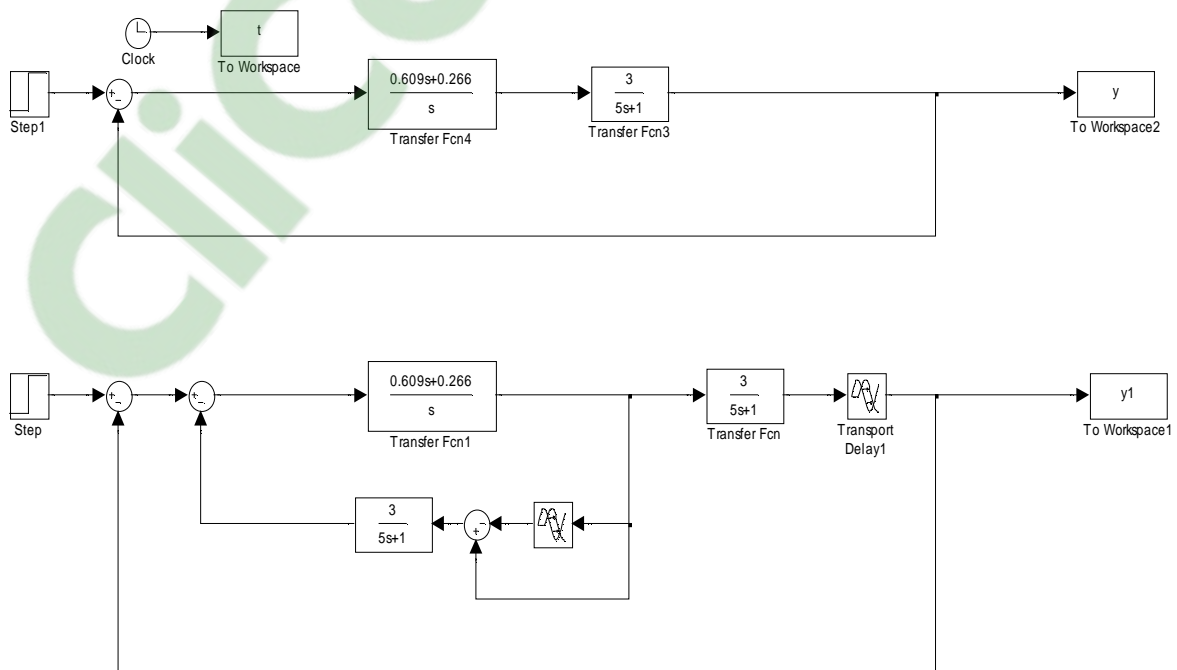 t
Clock
To Workspace
Step1
+
-
0.609s+0.266
s
Transfer Fcn4
3
5s+1
Transfer Fcn3
y
To Workspace2
Step
+
-
+
-
0.609s+0.266
s
Transfer Fcn1
3
5s+1
Transfer Fcn
Transport
Delay1
y1
To Workspace1
3
5s+1
-
+